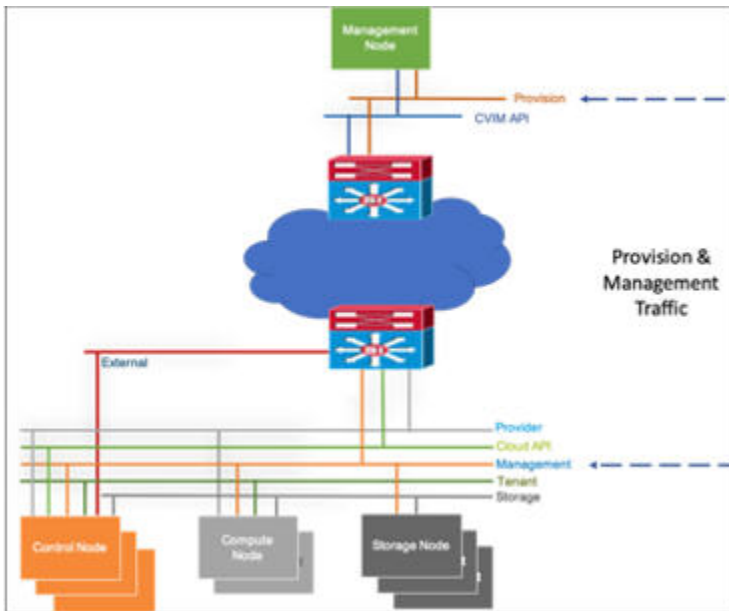 Management
Node
Provision
CVIM API
Provision &
Management
Traffic
External
Provider
Cloud API
Management
Tenant
Storage
Control Node
Compute
Node
Storage Node